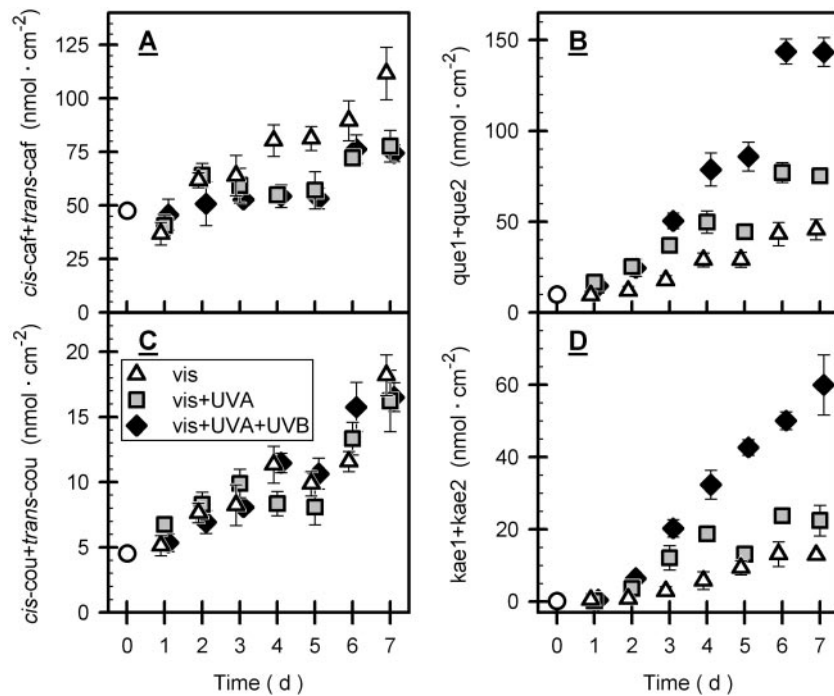 A
cis-caf+trans-caf (nmol · cm⁻²)
125
100
75
50
25
0
B
que1+que2 (nmol · cm⁻²)
150
100
50
0
C
cis-cou+trans-cou (nmol · cm⁻²)
20
15
10
5
0
vis
vis+UVA
vis+UVA+UVB
0 1 2 3 4 5 6 7
Time ( d )
D
kae1+kae2 (nmol · cm⁻²)
60
40
20
0
0 1 2 3 4 5 6 7
Time ( d )